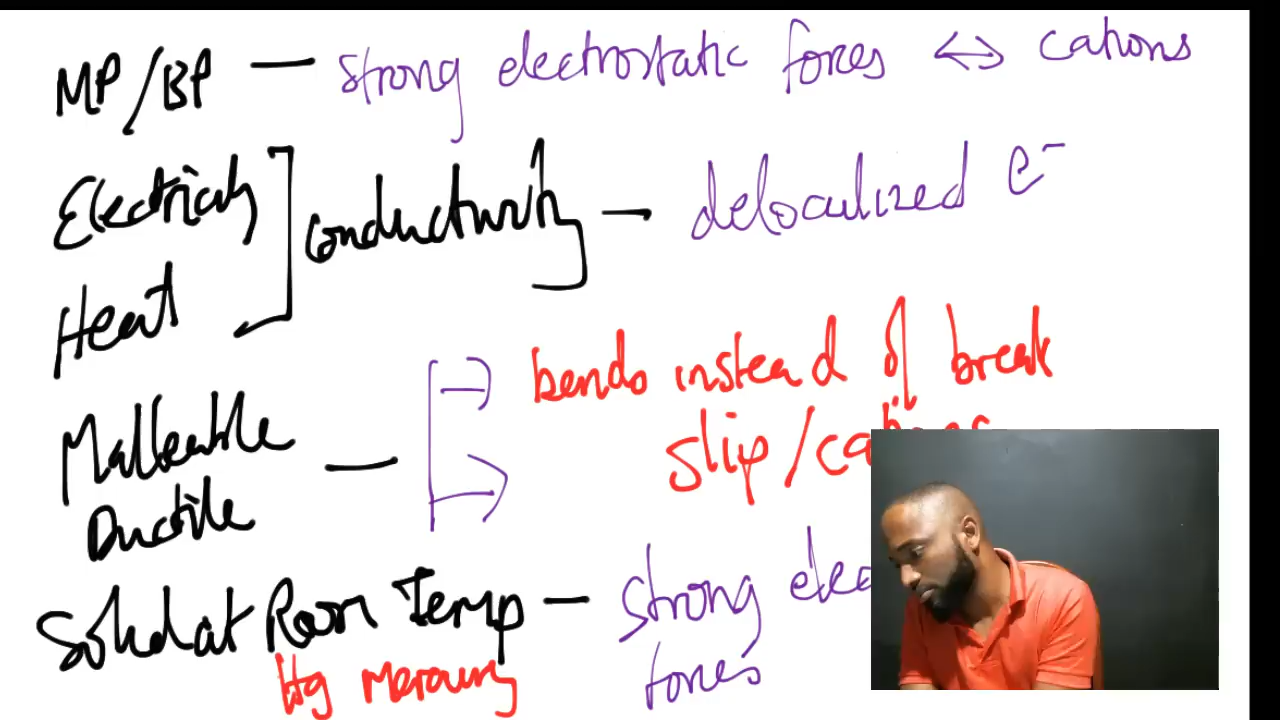 MP/BP — strong electrostatic forces ↔ cations
Electricity
Heat
conductivity — delocalized e⁻
Malleable
Ductile —
bends instead of break
slip/
Solid at Room Temp — strong
forces
Hg Mercury